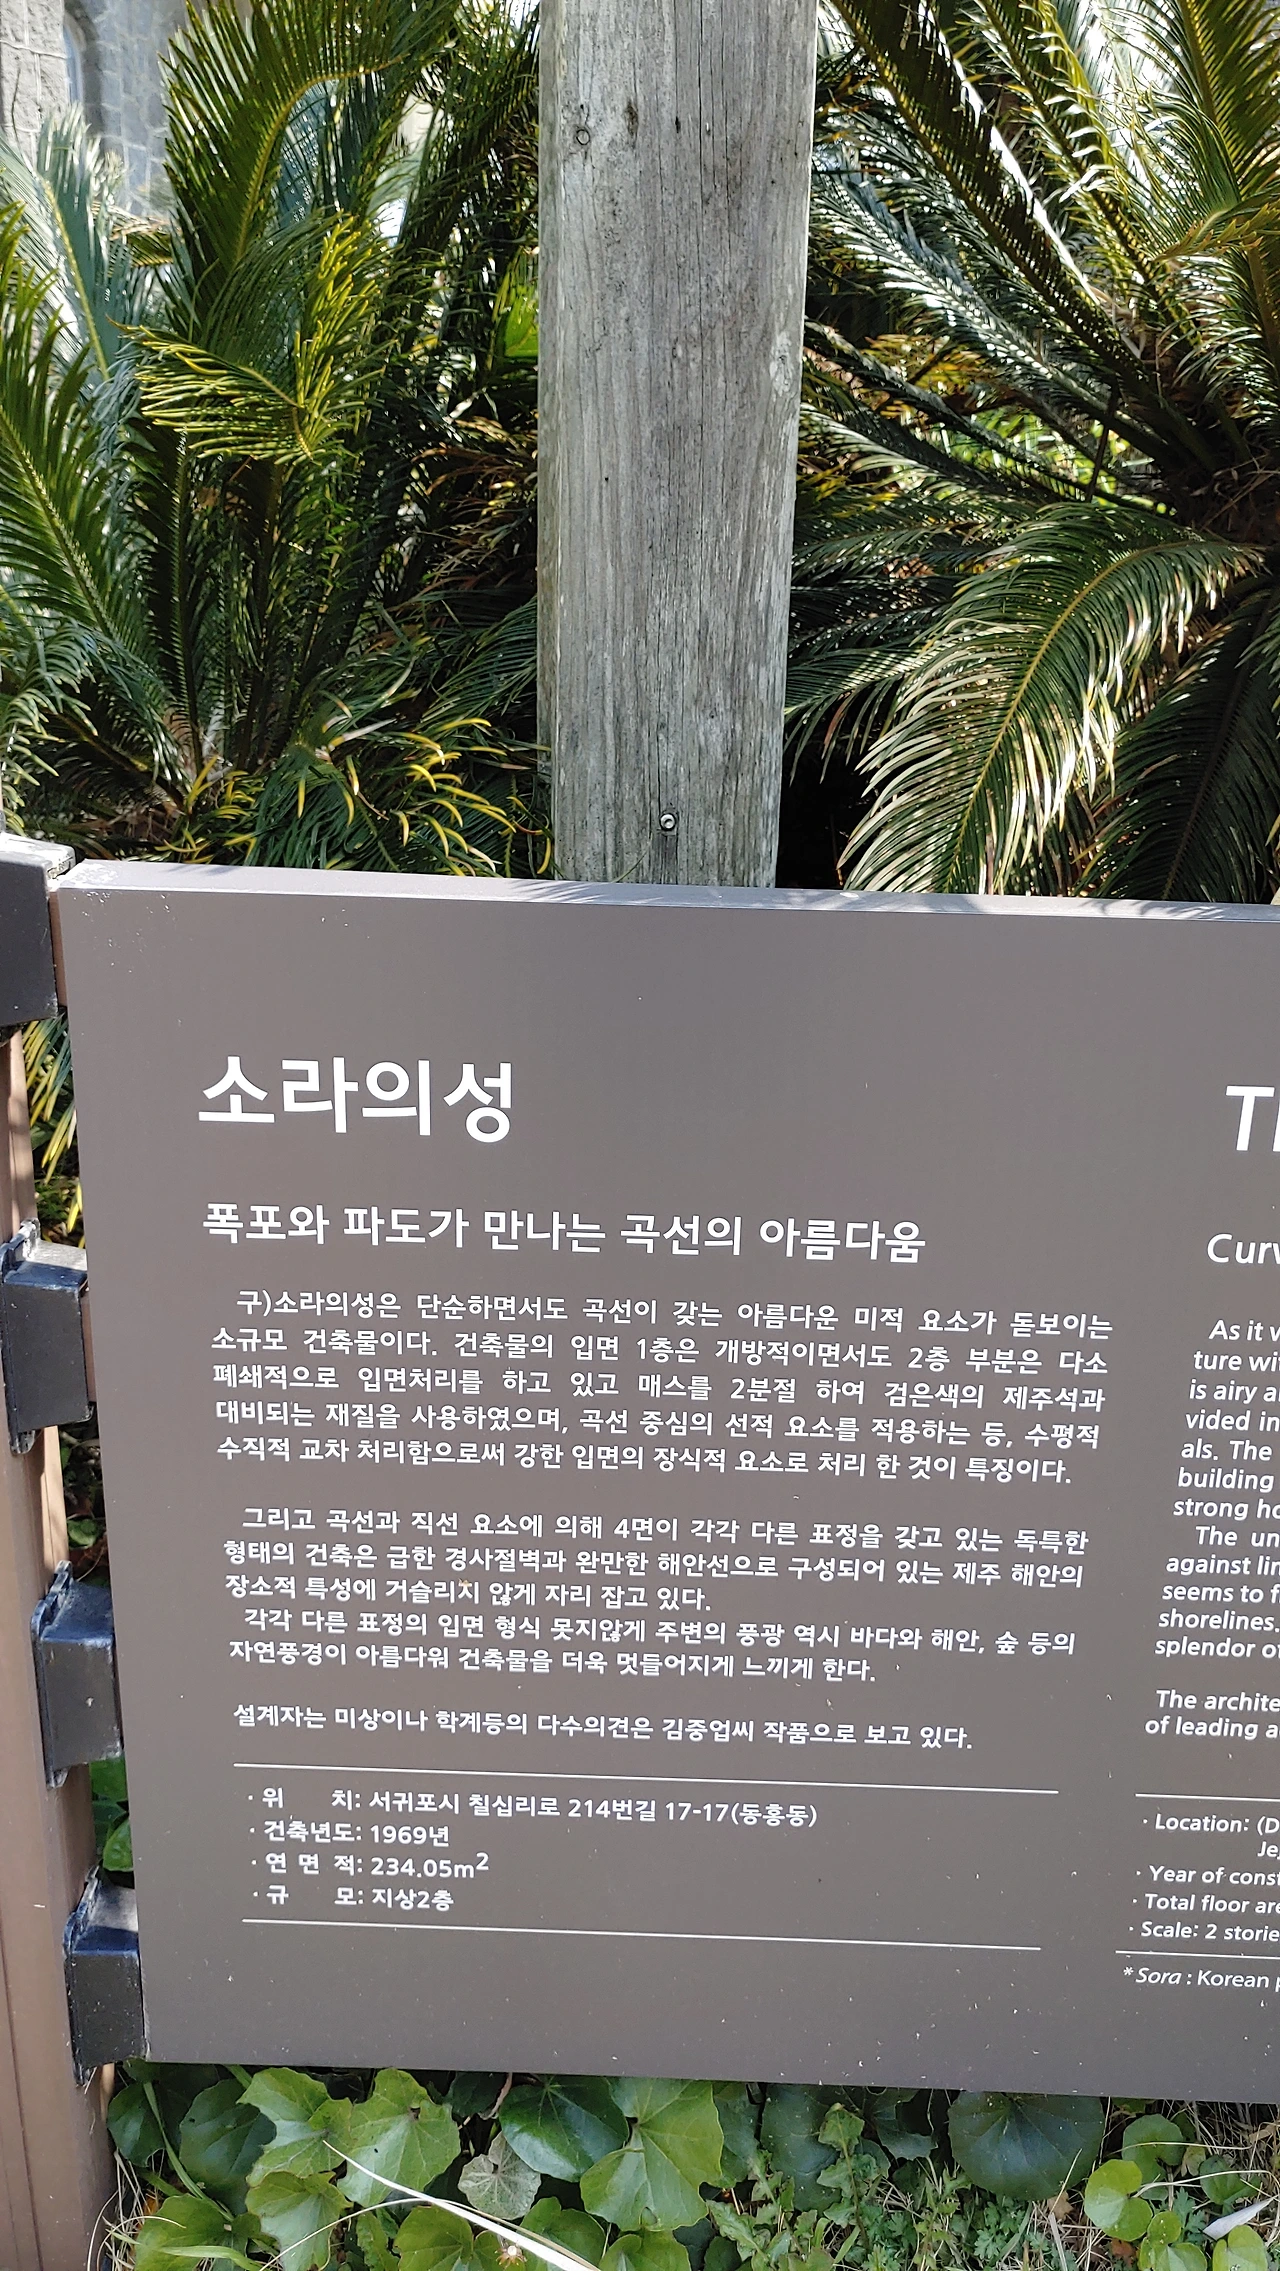 소라의성
폭포와 파도가 만나는 곡선의 아름다움
구)소라의성은 단순하면서도 곡선이 갖는 아름다운 미적 요소가 돋보이는
소규모 건축물이다. 건축물의 입면 1층은 개방적이면서도 2층 부분은 다소
폐쇄적으로 입면처리를 하고 있고 매스를 2분절 하여 검은색의 제주석과
대비되는 재질을 사용하였으며, 곡선 중심의 선적 요소를 적용하는 등, 수평적
수직적 교차 처리함으로써 강한 입면의 장식적 요소로 처리 한 것이 특징이다.
그리고 곡선과 직선 요소에 의해 4면이 각각 다른 표정을 갖고 있는 독특한
형태의 건축은 급한 경사절벽과 완만한 해안선으로 구성되어 있는 제주 해안의
장소적 특성에 거슬리지 않게 자리 잡고 있다.
각각 다른 표정의 입면 형식 못지않게 주변의 풍광 역시 바다와 해안, 숲 등의
자연풍경이 아름다워 건축물을 더욱 멋들어지게 느끼게 한다.
설계자는 미상이나 학계등의 다수의견은 김중업씨 작품으로 보고 있다.
· 위 치: 서귀포시 칠십리로 214번길 17-17(동홍동)
· 건축년도: 1969년
· 연 면 적: 234.05m²
· 규 모: 지상2층
As it
ture
is airy
vided in
als. The
building
strong
The
against
seems to
shorelines.
splendor
The
of leading
· Location:
· Year of
· Total floor
· Scale: 2
* Sora : Korean